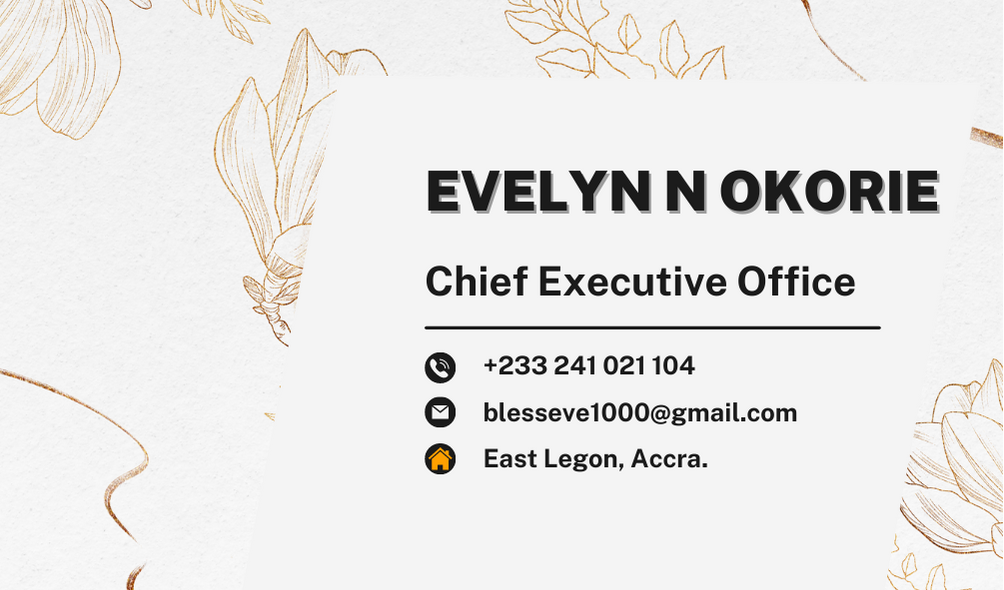 EVELYN N OKORIE
Chief Executive Office
+233 241 021 104
blesseve1000@gmail.com
East Legon, Accra.